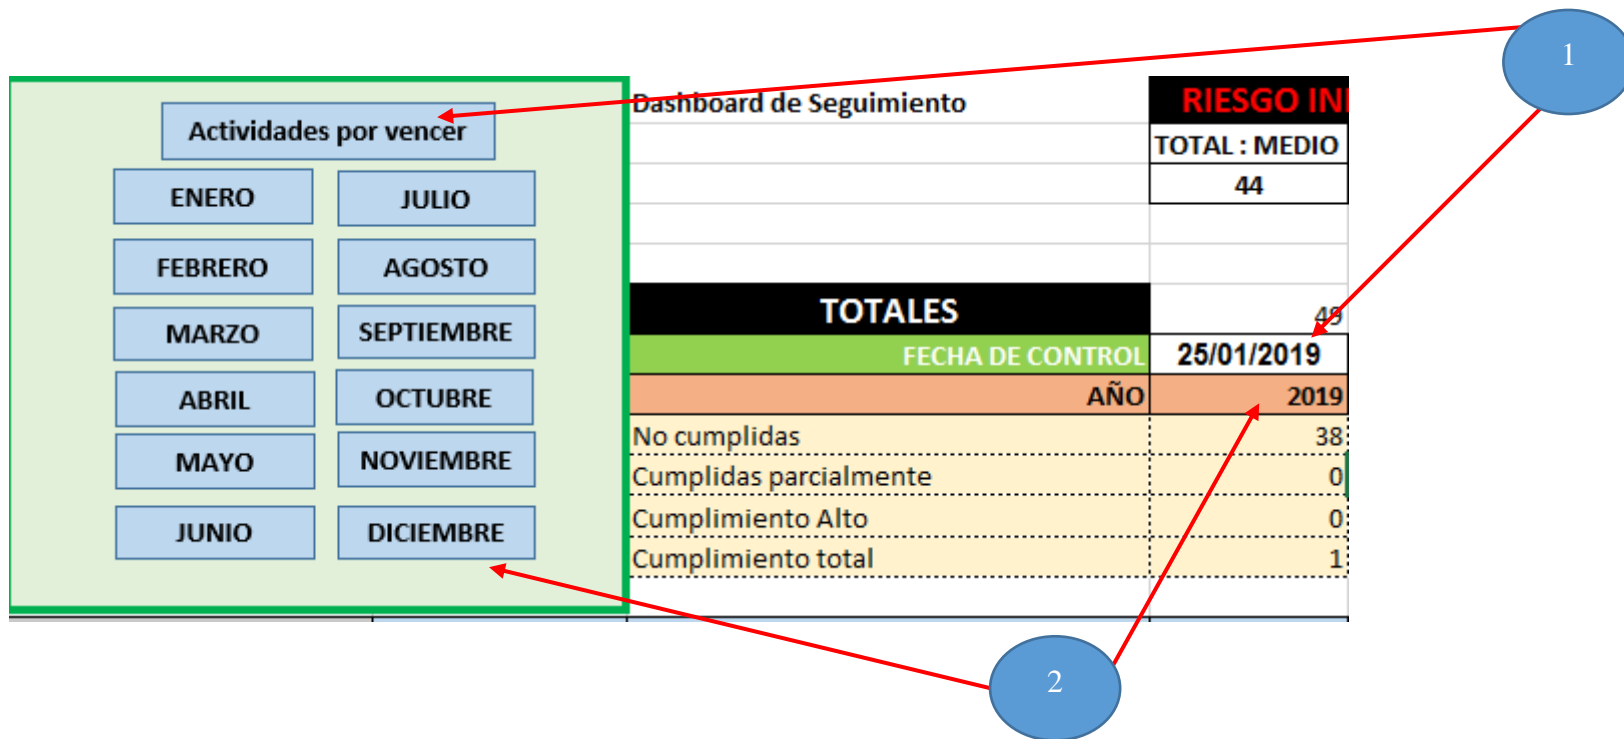 1
Actividades por vencer
ENERO
JULIO
FEBRERO
AGOSTO
MARZO
SEPTIEMBRE
ABRIL
OCTUBRE
MAYO
NOVIEMBRE
JUNIO
DICIEMBRE
Dashboard de Seguimiento
RIESGO
TOTAL : MEDIO
44
TOTALES
49
FECHA DE CONTROL
25/01/2019
AÑO
2019
No cumplidas
38
Cumplidas parcialmente
0
Cumplimiento Alto
0
Cumplimiento total
1
2